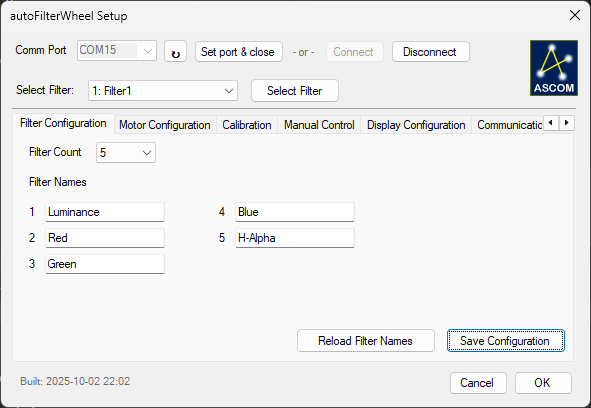 autoFilterWheel Setup
Comm Port COM15 ↻ Set port & close - or - Connect Disconnect
ASCOM
Select Filter: 1: Filter1 Select Filter
Filter Configuration Motor Configuration Calibration Manual Control Display Configuration Communicatio
Filter Count 5
Filter Names
1 Luminance 4 Blue
2 Red 5 H-Alpha
3 Green
Reload Filter Names Save Configuration
Built: 2025-10-02 22:02 Cancel OK